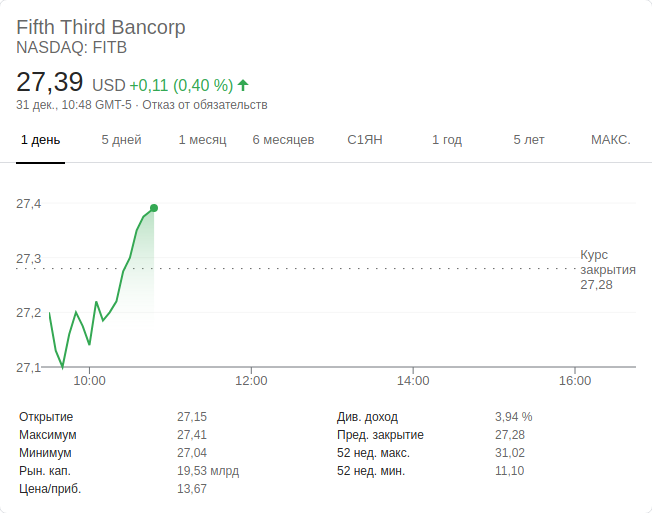 Fifth Third Bancorp
NASDAQ: FITB
27,39 USD +0,11 (0,40 %)
31 дек., 10:48 GMT-5 · Отказ от обязательств
1 день 5 дней 1 месяц 6 месяцев С1ЯН 1 год 5 лет МАКС.
27,4
27,3
27,2
27,1
Курс
закрытия
27,28
10:00 12:00 14:00 16:00
Открытие 27,15
Максимум 27,41
Минимум 27,04
Рын. кап. 19,53 млрд
Цена/приб. 13,67
Див. доход 3,94 %
Пред. закрытие 27,28
52 нед. макс. 31,02
52 нед. мин. 11,10